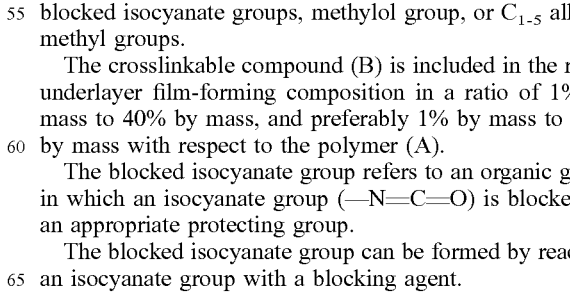 55 blocked isocyanate groups, methylol group, or C1-5
methyl groups.
The crosslinkable compound (B) is included in the
underlayer film-forming composition in a ratio of 1%
mass to 40% by mass, and preferably 1% by mass to
60 by mass with respect to the polymer (A).
The blocked isocyanate group refers to an organic
in which an isocyanate group (—N═C═O) is
an appropriate protecting group.
The blocked isocyanate group can be formed by
65 an isocyanate group with a blocking agent.